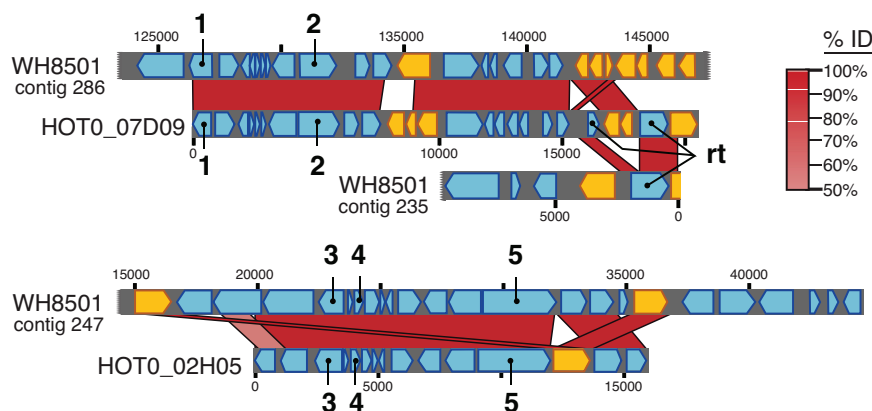 125000 1 2 135000 140000 145000
% ID
WH8501
contig 286
100%
90%
80%
70%
60%
50%
HOT0_07D09
1 0 2 10000 15000 rt
WH8501
contig 235
5000 0
15000 20000 3 4 5 35000 40000
WH8501
contig 247
HOT0_02H05
0 3 4 5000 5 15000